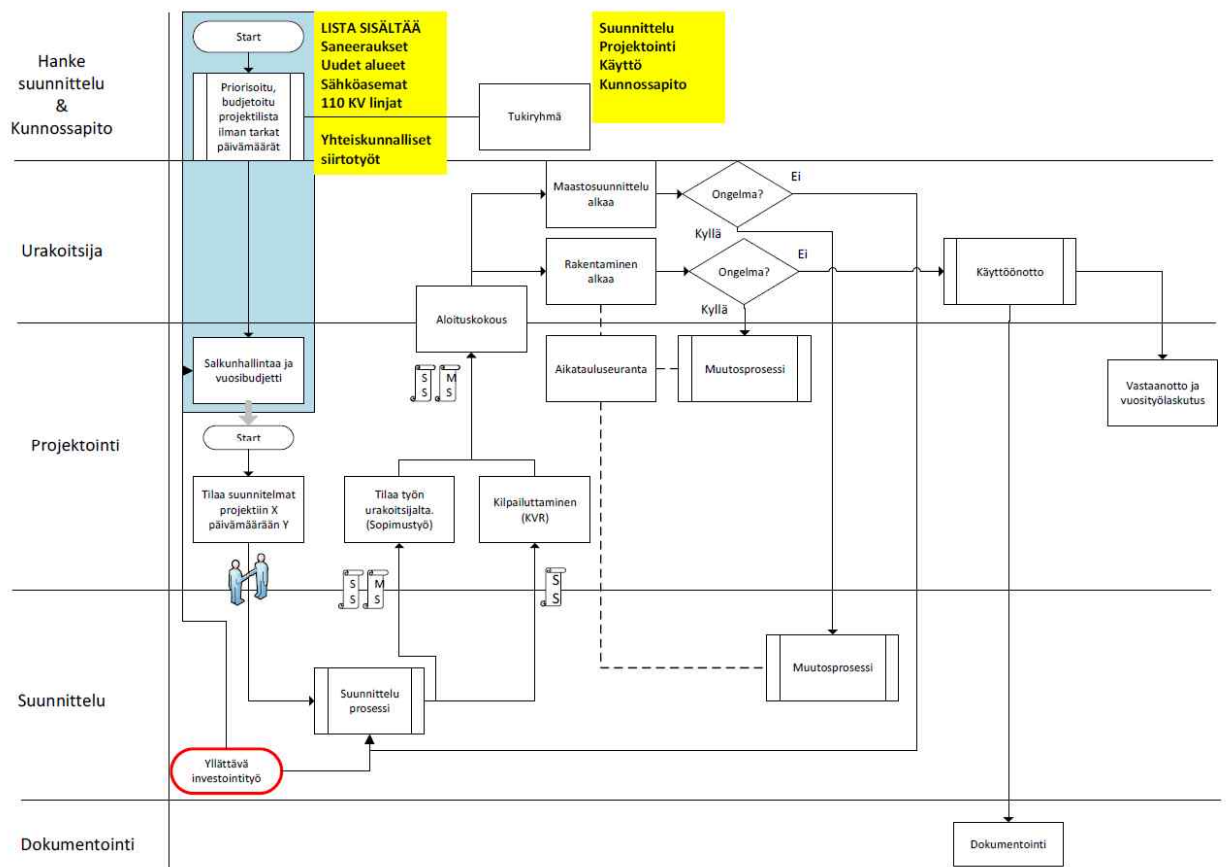 Hanke
suunnittelu
&
Kunnossapito
Start
Priorisoitu,
budjetoitu
projektilista
ilman tarkat
päivämäärät
LISTA SISÄLTÄÄ
Saneeraukset
Uudet alueet
Sähköasemat
110 KV linjat
Yhteiskunnalliset
siirtotyöt
Tukiryhmä
Suunnittelu
Projektointi
Käyttö
Kunnossapito
Urakoitsija
Maastosuunnittelu
alkaa
Ongelma?
Ei
Kyllä
Rakentaminen
alkaa
Ongelma?
Ei
Kyllä
Käyttöönotto
Aloituskokous
Projektointi
Salkunhallintaa ja
vuosibudjetti
S
S
M
S
Aikatauluseuranta
Muutosprosessi
Vastaanotto ja
vuosityölaskutus
Start
Tilaa suunnitelmat
projektiin X
päivämäärään Y
Tilaa työn
urakoitsijalta.
(Sopimustyö)
Kilpailuttaminen
(KVR)
S
S
M
S
S
S
Suunnittelu
Suunnittelu
prosessi
Muutosprosessi
Yllättävä
investointityö
Dokumentointi
Dokumentointi